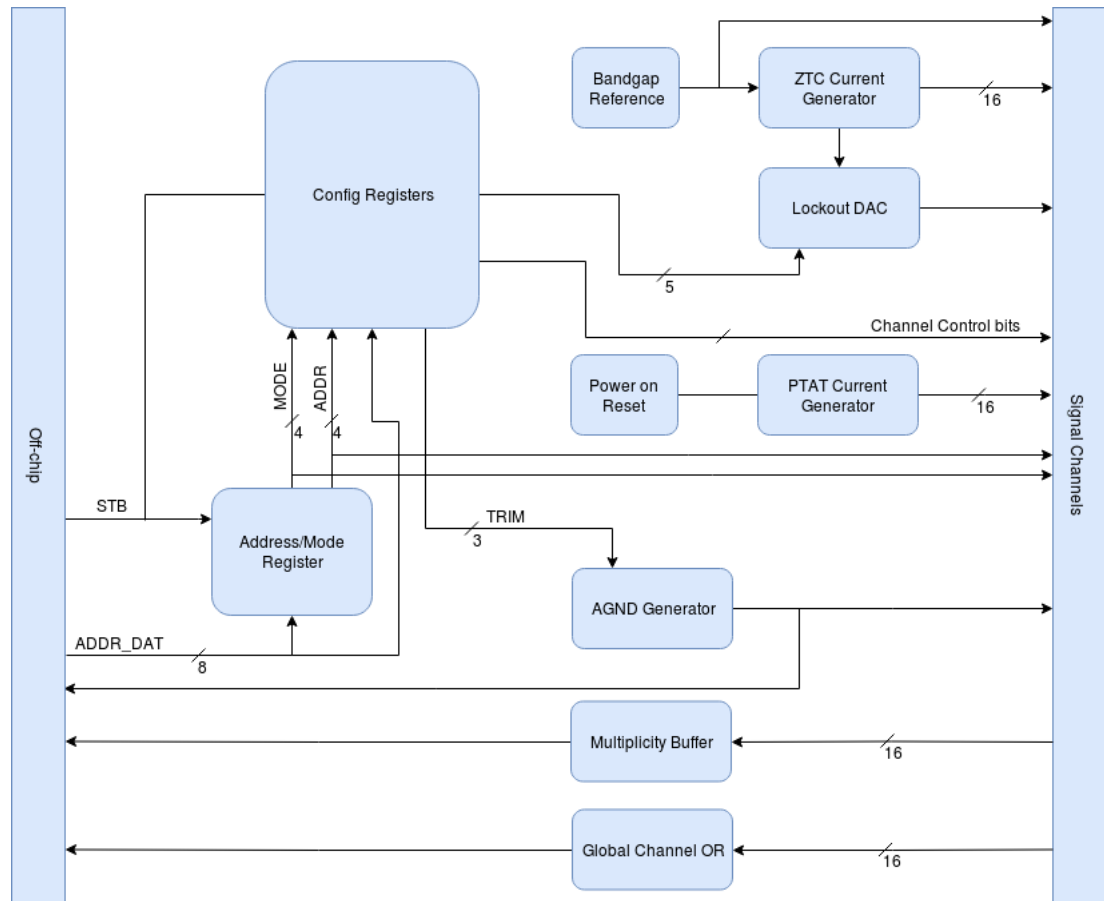 Bandgap
Reference
ZTC Current
Generator
16
Config Registers
Lockout DAC
5
Channel Control bits
MODE
ADDR
4
4
Power on
Reset
PTAT Current
Generator
16
Off-chip
Signal Channels
STB
Address/Mode
Register
TRIM
3
AGND Generator
ADDR_DAT
8
Multiplicity Buffer
16
Global Channel OR
16